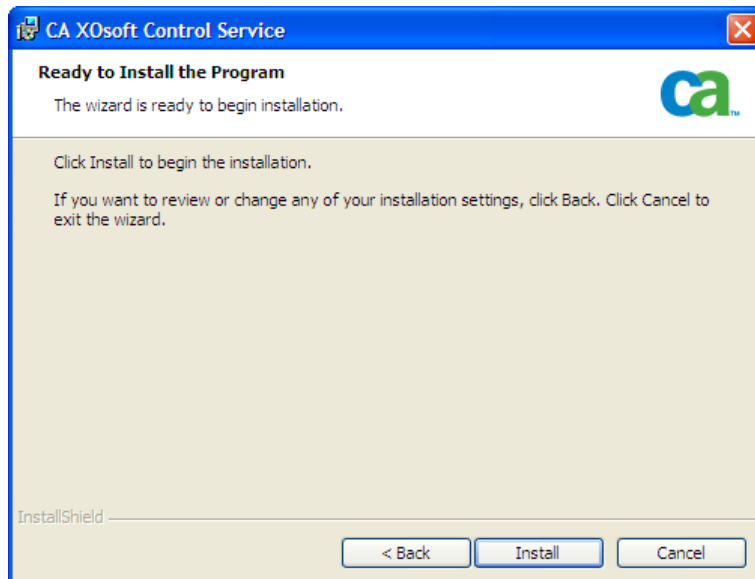 CA XOsoft Control Service
Ready to Install the Program
The wizard is ready to begin installation.
ca™
Click Install to begin the installation.
If you want to review or change any of your installation settings, click Back. Click Cancel to
exit the wizard.
InstallShield
< Back Install Cancel